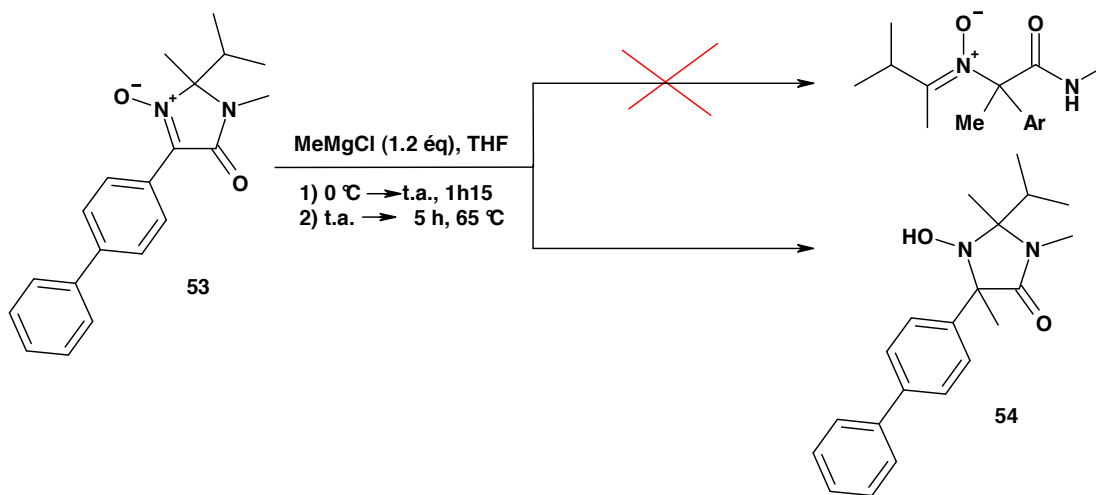 O − N + N O
53
MeMgCl (1.2 éq), THF
1) 0 °C → t.a., 1h15
2) t.a. → 5 h, 65 °C
O − N + O N H
Me Ar
HO N N O
54